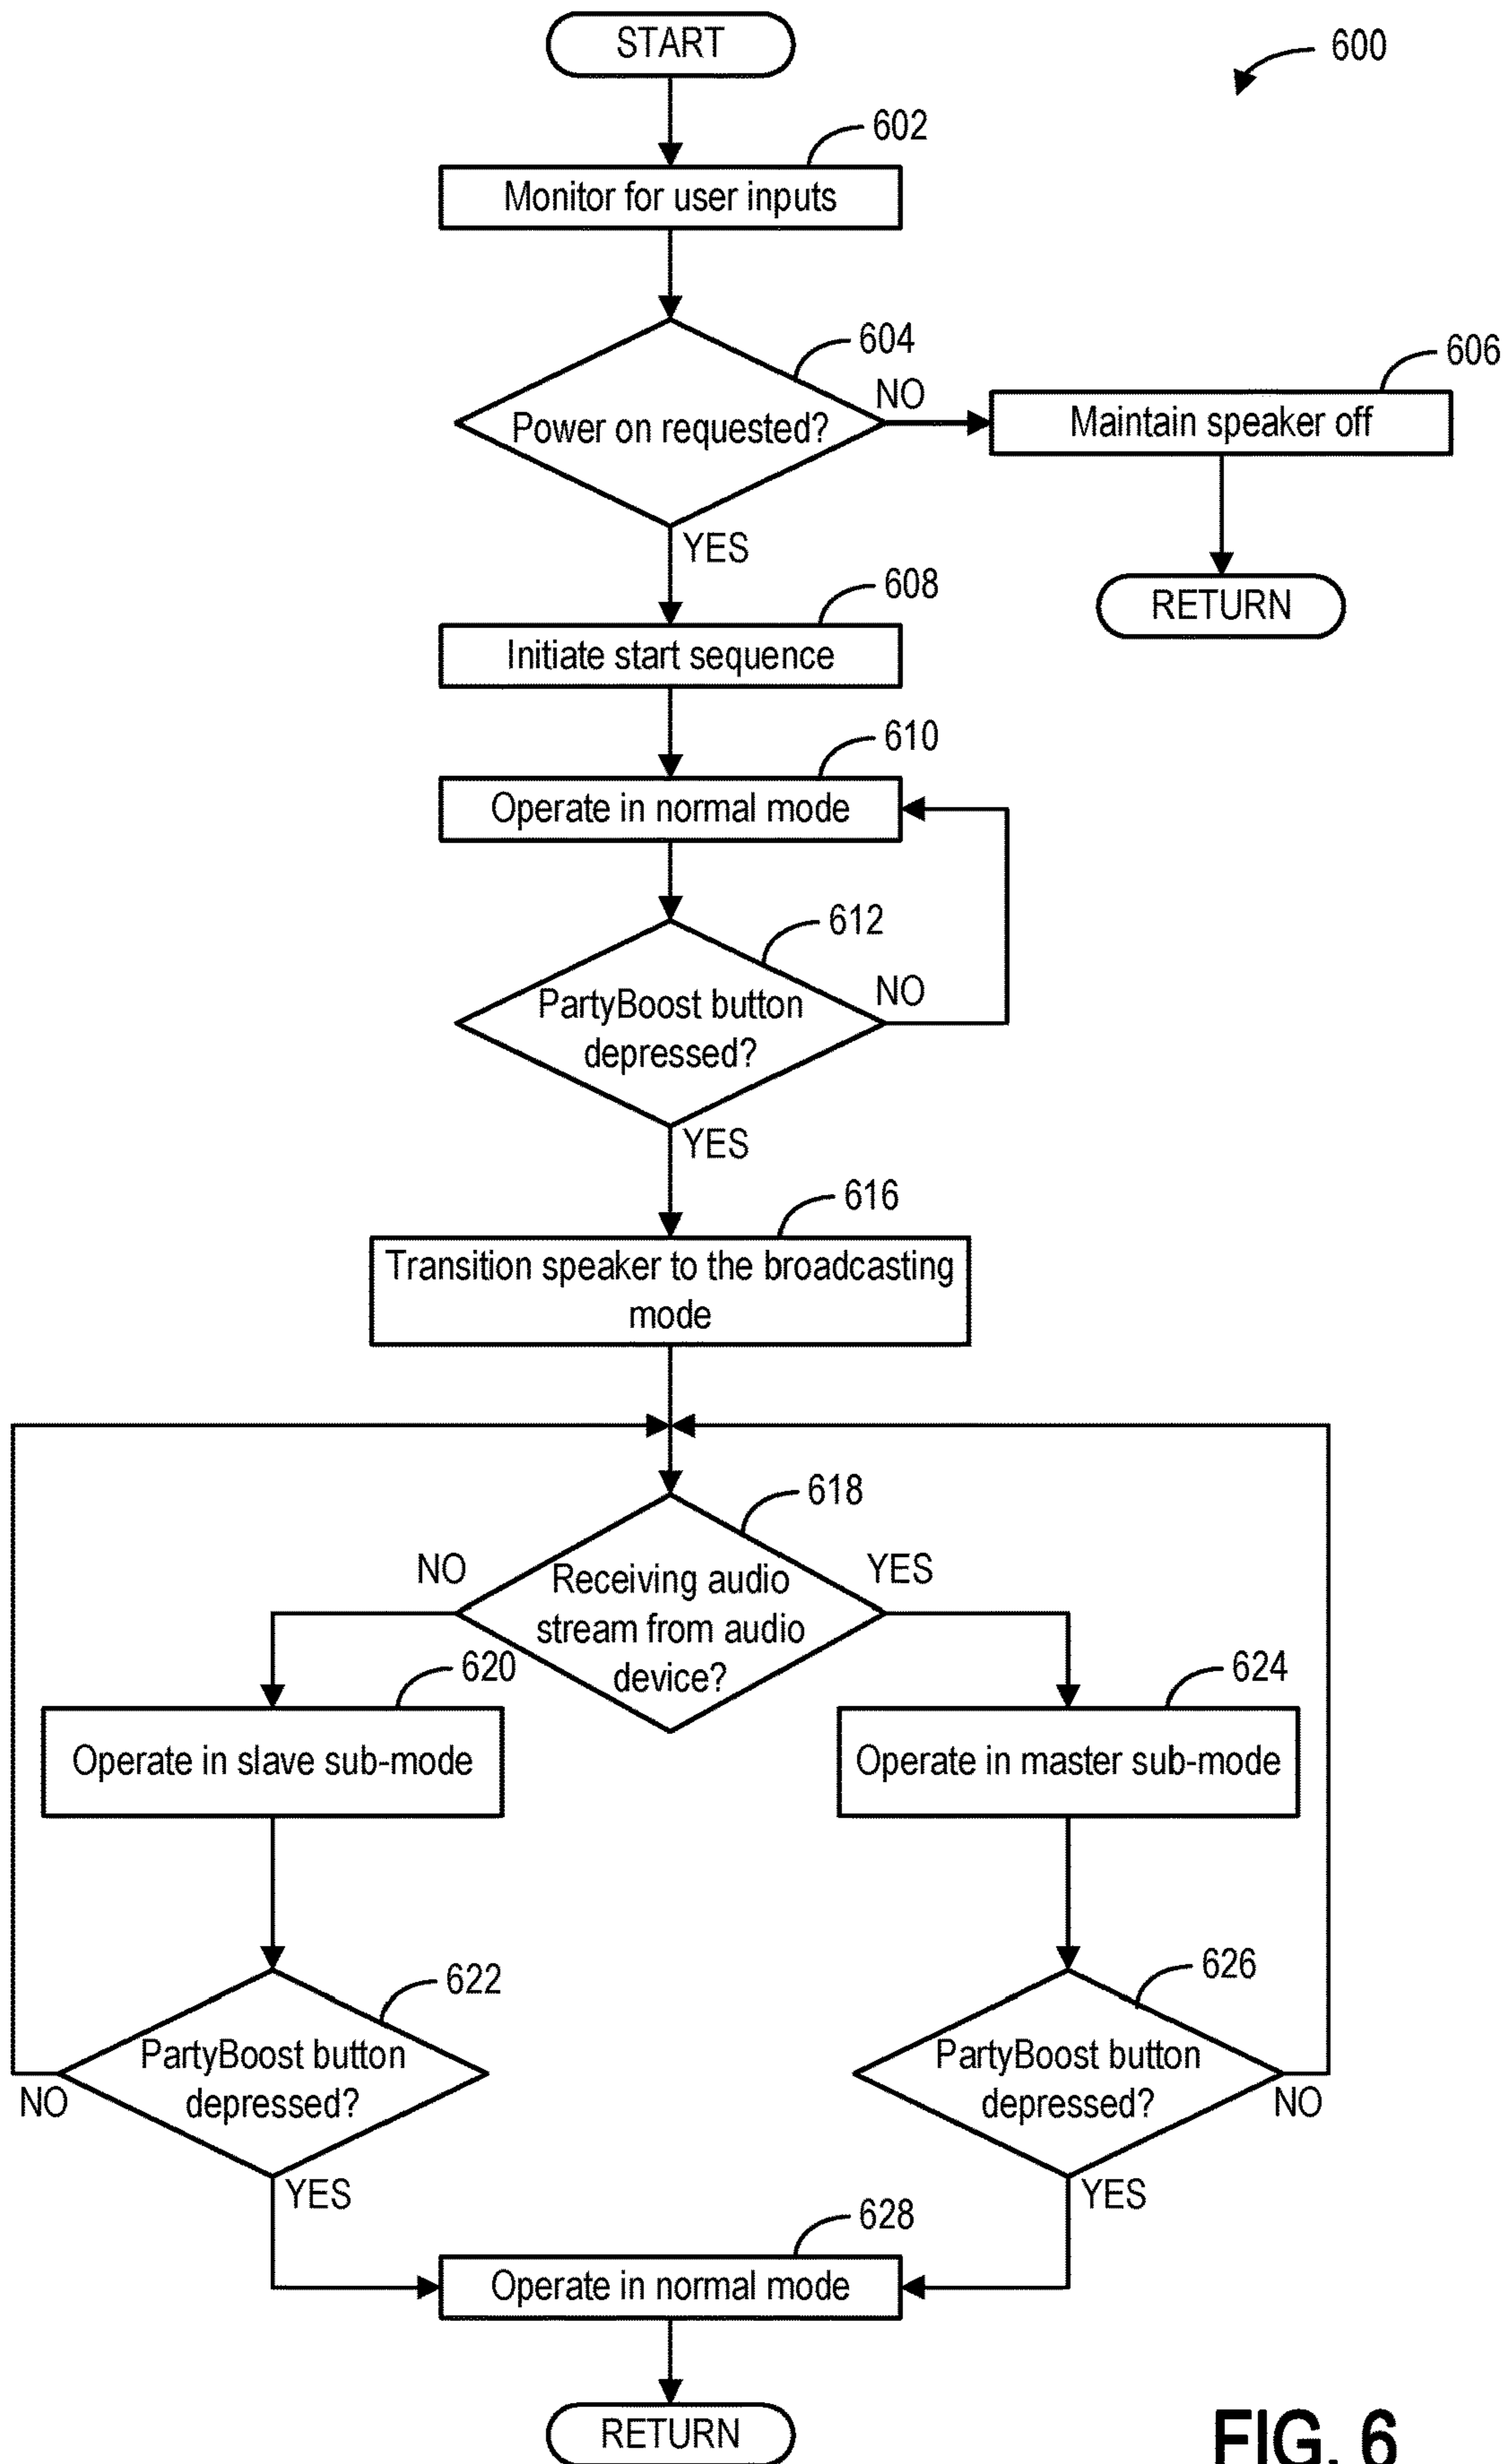 START
600
602
Monitor for user inputs
604
Power on requested?
NO
606
Maintain speaker off
YES
RETURN
608
Initiate start sequence
610
Operate in normal mode
612
PartyBoost button
depressed?
NO
YES
616
Transition speaker to the broadcasting
mode
618
NO
Receiving audio
stream from audio
device?
YES
620
Operate in slave sub-mode
624
Operate in master sub-mode
622
PartyBoost button
depressed?
NO
YES
626
PartyBoost button
depressed?
NO
YES
628
Operate in normal mode
RETURN
FIG. 6